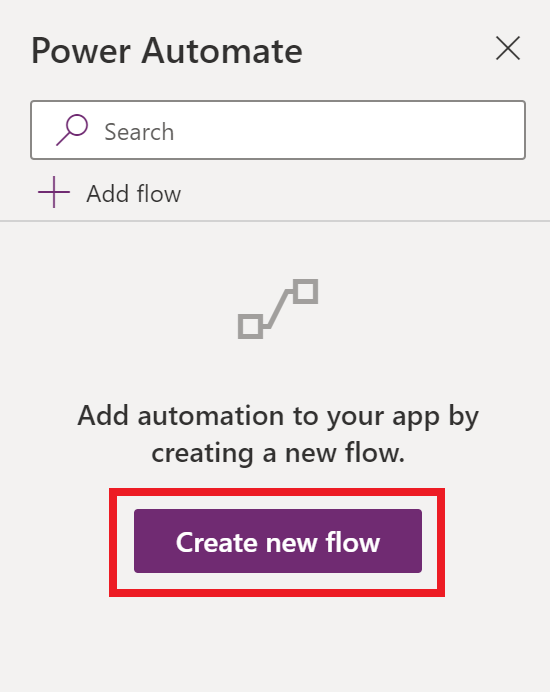 Power Automate
Search
Add flow
Add automation to your app by
creating a new flow.
Create new flow